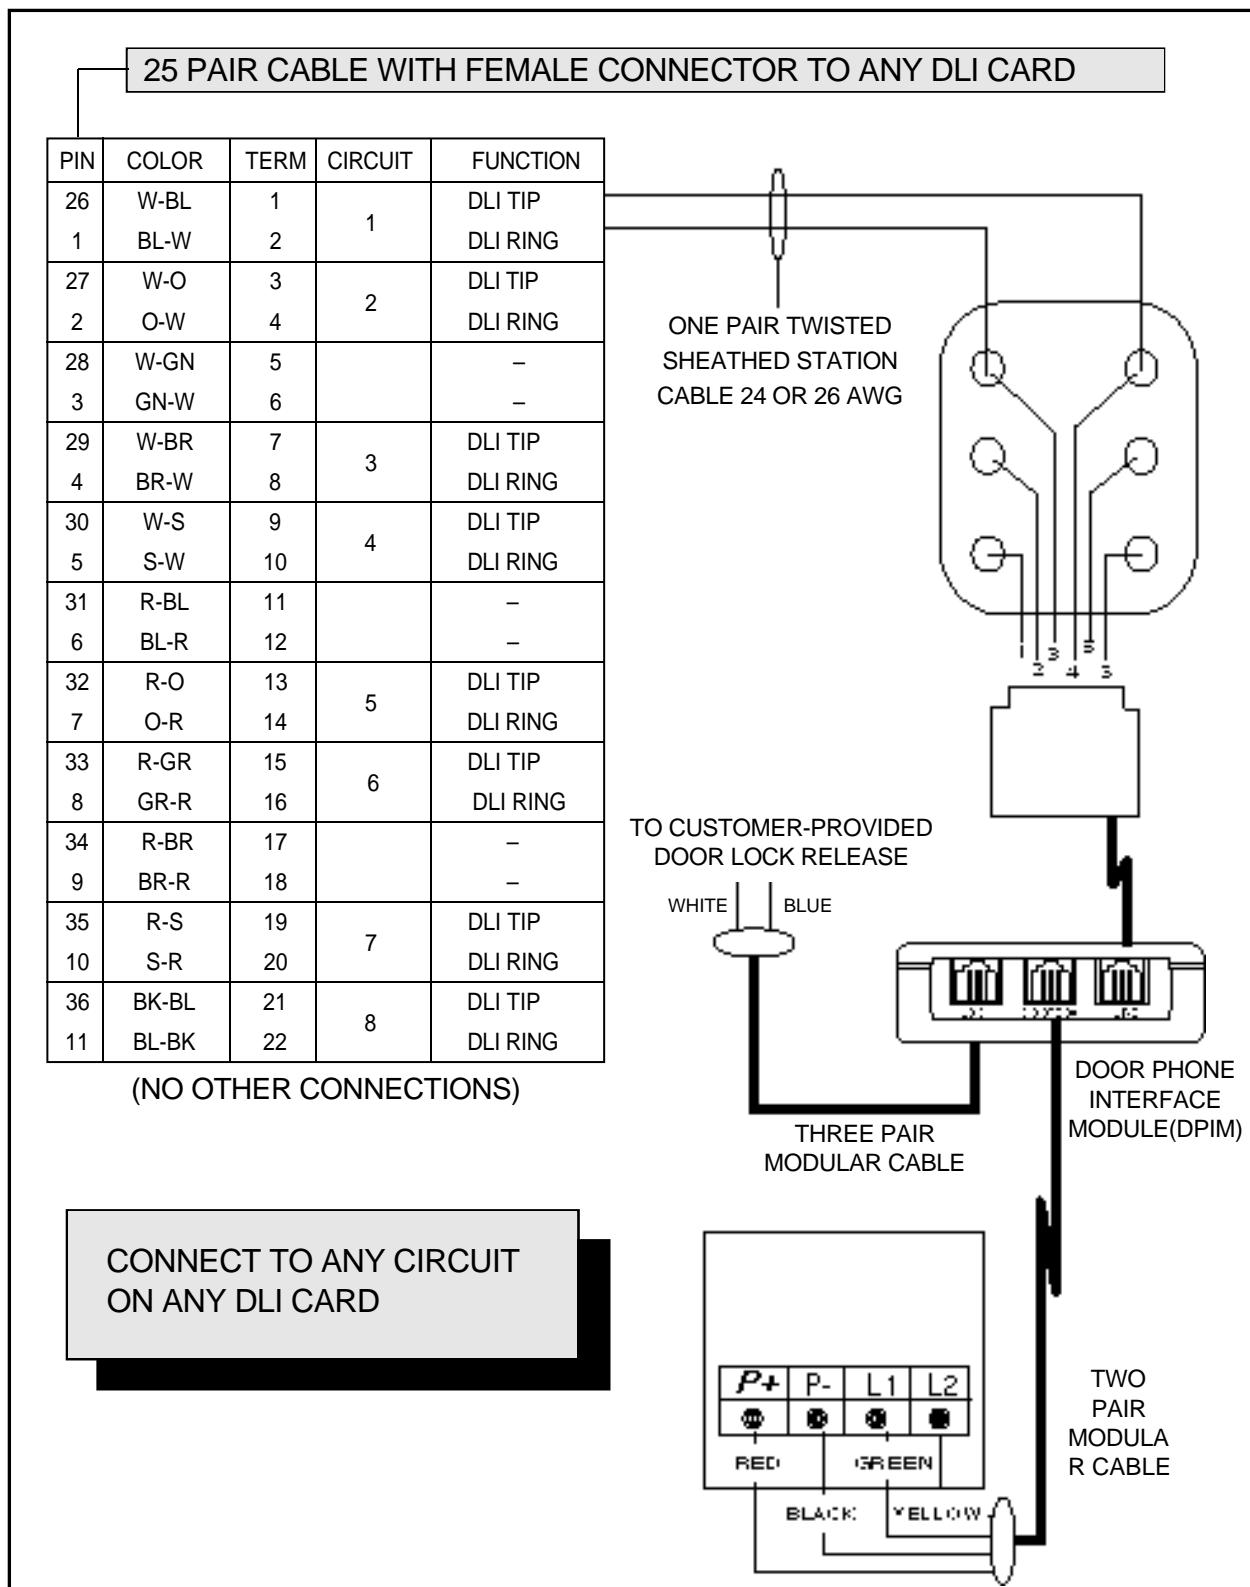 25 PAIR CABLE WITH FEMALE CONNECTOR TO ANY DLI CARD
PIN COLOR TERM CIRCUIT FUNCTION
26 W-BL 1 DLI TIP
1
1 BL-W 2 DLI RING
27 W-O 3 DLI TIP
2
2 O-W 4 DLI RING
28 W-GN 5 –
3 GN-W 6 –
29 W-BR 7 DLI TIP
3
4 BR-W 8 DLI RING
30 W-S 9 DLI TIP
4
5 S-W 10 DLI RING
31 R-BL 11 –
6 BL-R 12 –
32 R-O 13 DLI TIP
5
7 O-R 14 DLI RING
33 R-GR 15 DLI TIP
6
8 GR-R 16 DLI RING
34 R-BR 17 –
9 BR-R 18 –
35 R-S 19 DLI TIP
7
10 S-R 20 DLI RING
36 BK-BL 21 DLI TIP
8
11 BL-BK 22 DLI RING
(NO OTHER CONNECTIONS)
ONE PAIR TWISTED
SHEATHED STATION
CABLE 24 OR 26 AWG
1 2 3 4 5
TO CUSTOMER-PROVIDED
DOOR LOCK RELEASE
WHITE BLUE
DOOR PHONE
INTERFACE
MODULE(DPIM)
THREE PAIR
MODULAR CABLE
CONNECT TO ANY CIRCUIT
ON ANY DLI CARD
P+ P- L1 L2
RED GREEN
BLACK YELLOW
TWO
PAIR
MODULA
R CABLE